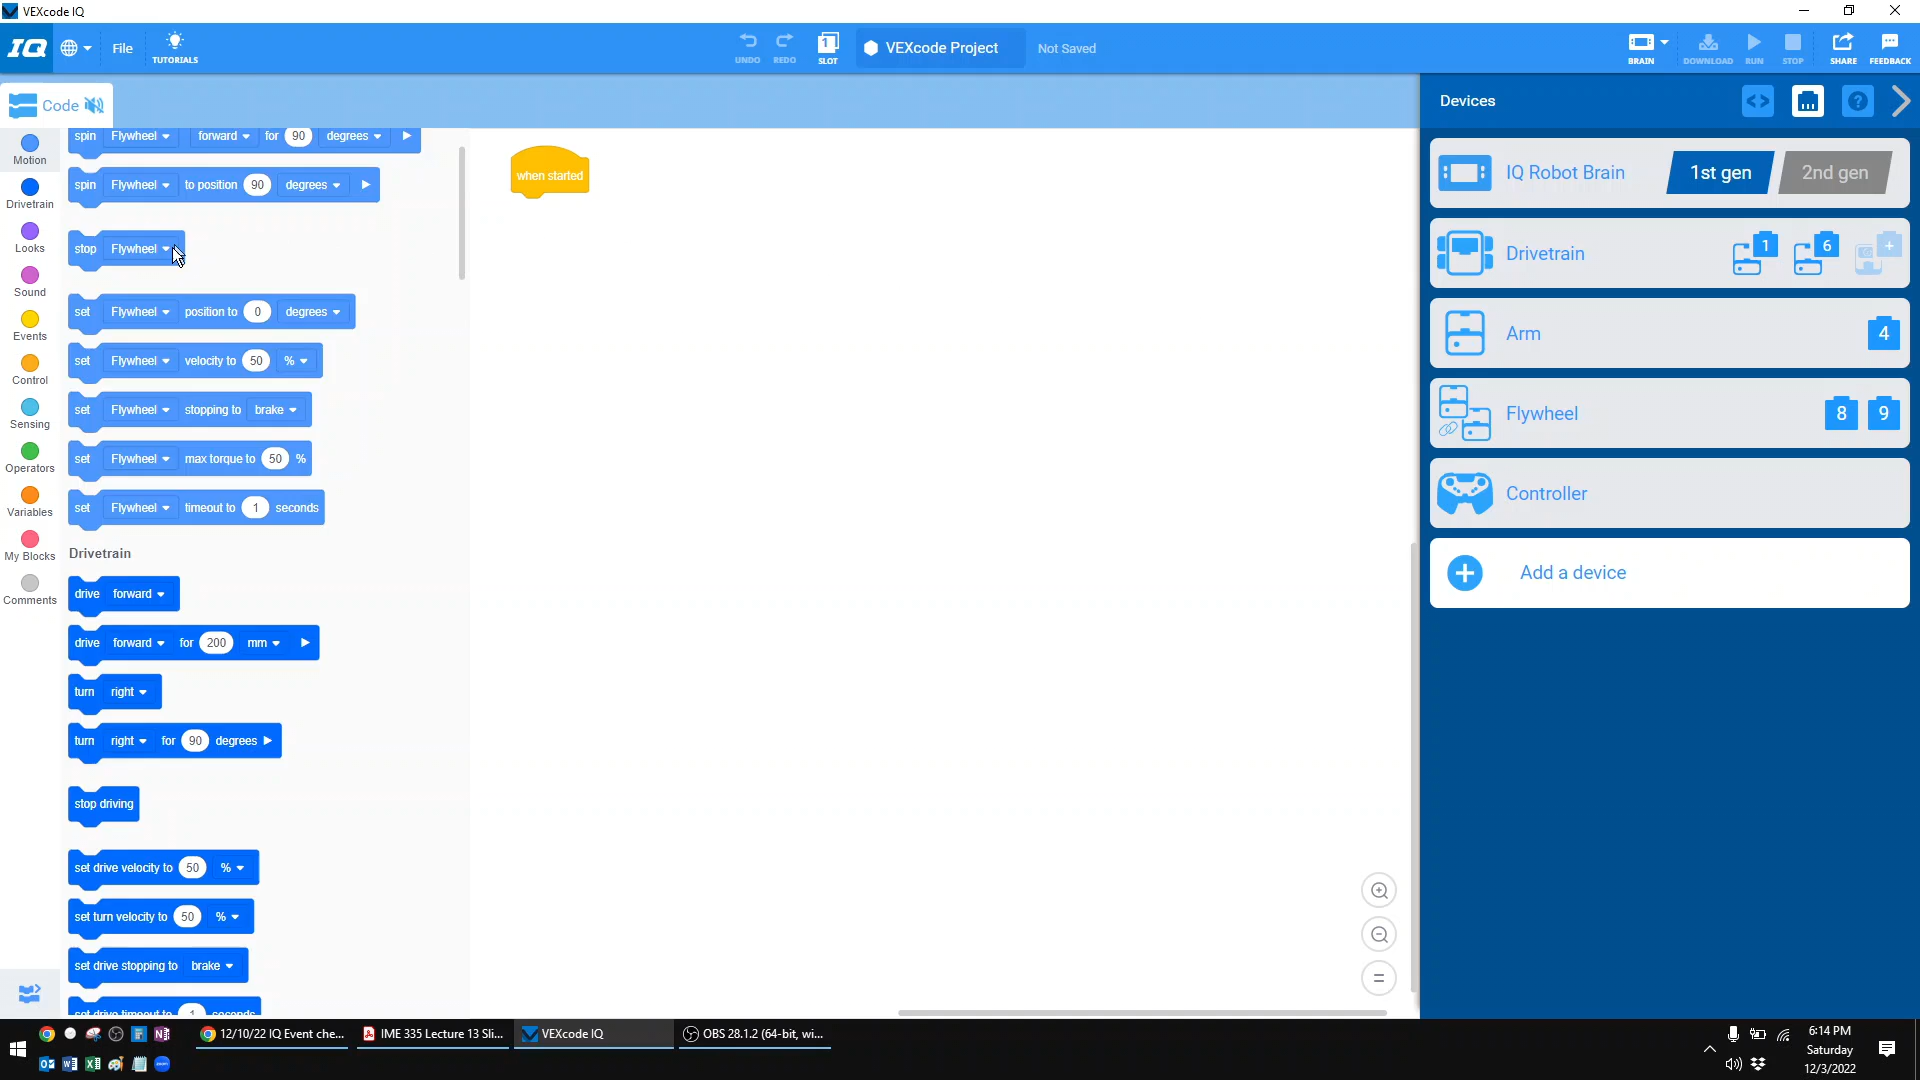 VEXcode IQ
IQ
File
TUTORIALS
UNDO
REDO
1
SLOT
VEXcode Project
Not Saved
BRAIN
DOWNLOAD
RUN
STOP
SHARE
FEEDBACK
Code
Devices
Motion
Drivetrain
Looks
Sound
Events
Control
Sensing
Operators
Variables
My Blocks
Comments
spin Flywheel forward for 90 degrees
spin Flywheel to position 90 degrees
stop Flywheel
set Flywheel position to 0 degrees
set Flywheel velocity to 50 %
set Flywheel stopping to brake
set Flywheel max torque to 50 %
set Flywheel timeout to 1 seconds
Drivetrain
drive forward
drive forward for 200 mm
turn right
turn right for 90 degrees
stop driving
set drive velocity to 50 %
set turn velocity to 50 %
set drive stopping to brake
set drive timeout to 1 seconds
when started
IQ Robot Brain 1st gen 2nd gen
Drivetrain 1 6 +
Arm 4
Flywheel 8 9
Controller
Add a device
12/10/22 IQ Event che...
IME 335 Lecture 13 Sli...
VEXcode IQ
OBS 28.1.2 (64-bit, wi...
6:14 PM
Saturday
12/3/2022